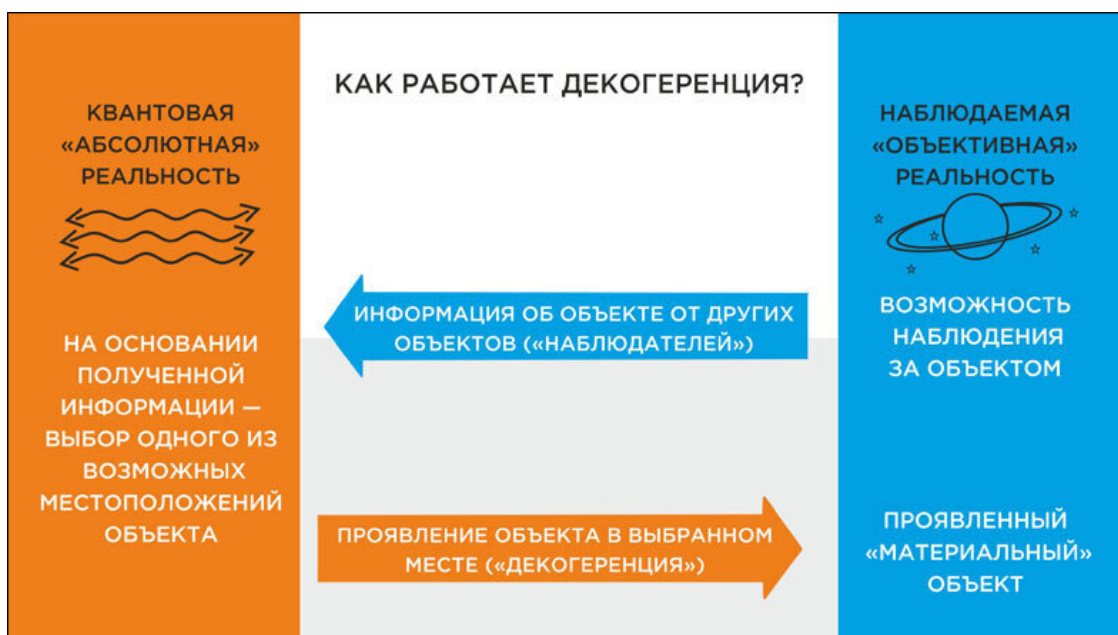 КАК РАБОТАЕТ ДЕКОГЕРЕНЦИЯ?
КВАНТОВАЯ
«АБСОЛЮТНАЯ»
РЕАЛЬНОСТЬ
НА ОСНОВАНИИ
ПОЛУЧЕННОЙ
ИНФОРМАЦИИ —
ВЫБОР ОДНОГО ИЗ
ВОЗМОЖНЫХ
МЕСТОПОЛОЖЕНИЙ
ОБЪЕКТА
ИНФОРМАЦИЯ ОБ ОБЪЕКТЕ ОТ ДРУГИХ
ОБЪЕКТОВ («НАБЛЮДАТЕЛЕЙ»)
ПРОЯВЛЕНИЕ ОБЪЕКТА В ВЫБРАННОМ
МЕСТЕ («ДЕКОГЕРЕНЦИЯ»)
НАБЛЮДАЕМАЯ
«ОБЪЕКТИВНАЯ»
РЕАЛЬНОСТЬ
ВОЗМОЖНОСТЬ
НАБЛЮДЕНИЯ
ЗА ОБЪЕКТОМ
ПРОЯВЛЕННЫЙ
«МАТЕРИАЛЬНЫЙ»
ОБЪЕКТ